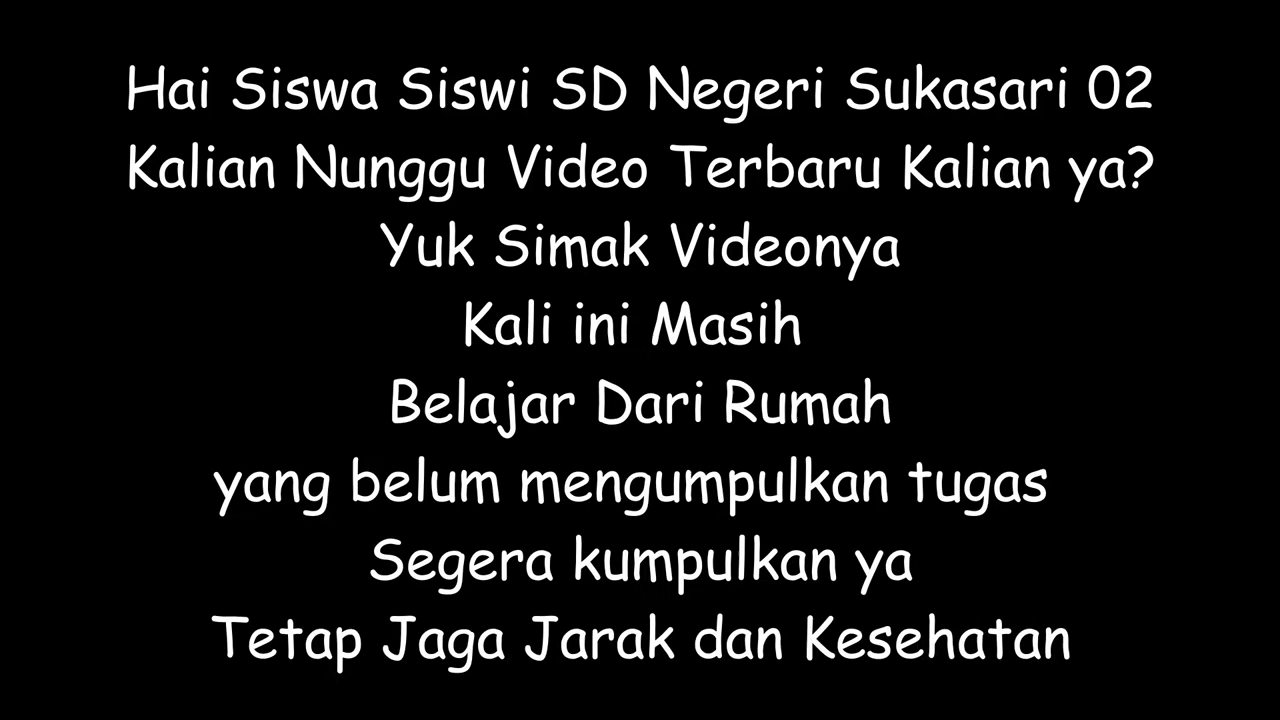 Hai Siswa Siswi SD Negeri Sukasari 02
Kalian Nunggu Video Terbaru Kalian ya?
Yuk Simak Videonya
Kali ini Masih
Belajar Dari Rumah
yang belum mengumpulkan tugas
Segera kumpulkan ya
Tetap Jaga Jarak dan Kesehatan